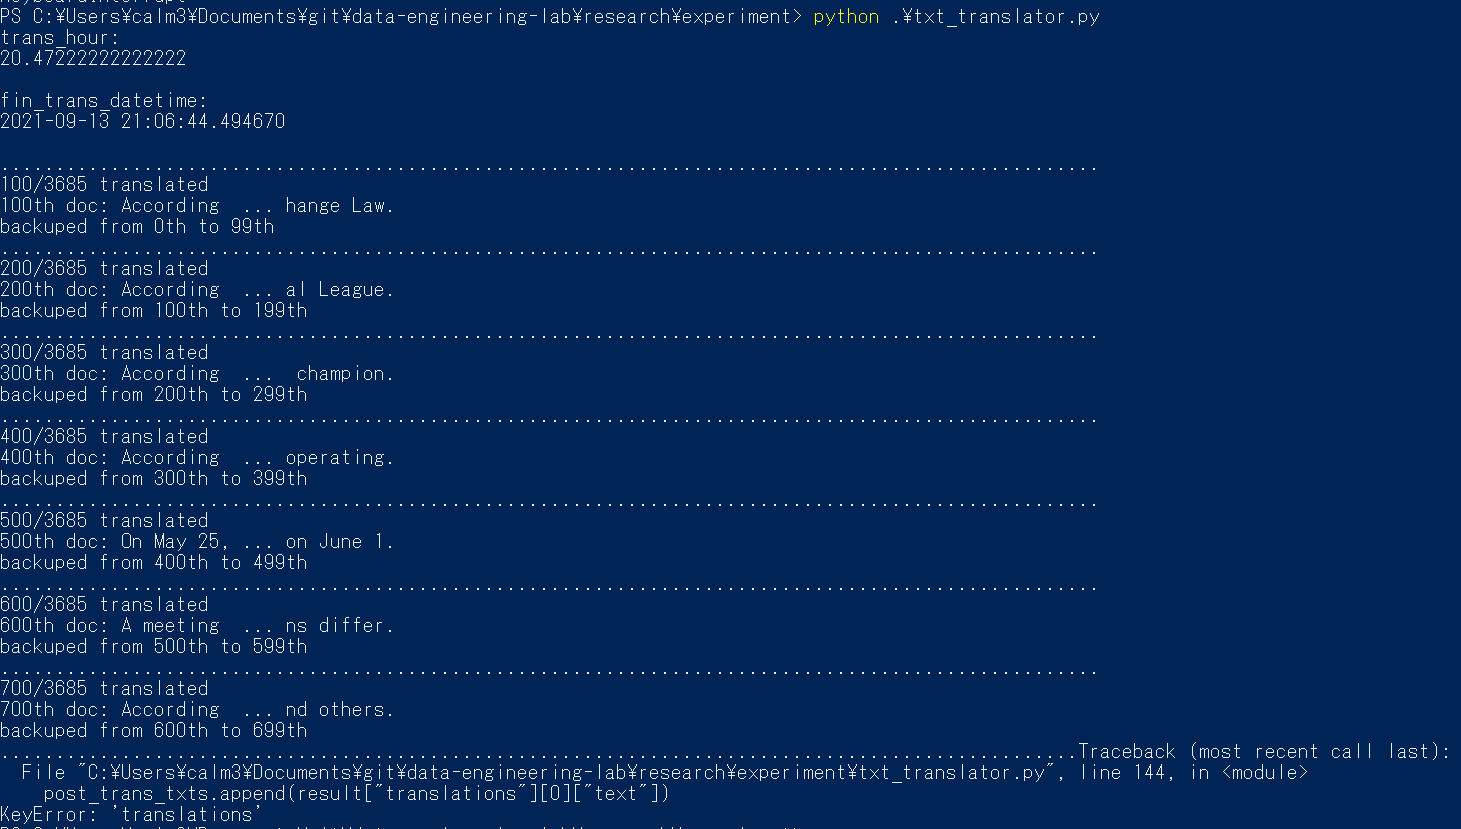 PS C:¥Users¥calm3¥Documents¥git¥data-engineering-lab¥research¥experiment> python .¥txt_translator.py
trans_hour:
20.47222222222222
fin_trans_datetime:
2021-09-13 21:06:44.494670
....................................................................................................
100/3685 translated
100th doc: According  ... hange Law.
backuped from 0th to 99th
....................................................................................................
200/3685 translated
200th doc: According  ... al League.
backuped from 100th to 199th
....................................................................................................
300/3685 translated
300th doc: According  ...  champion.
backuped from 200th to 299th
....................................................................................................
400/3685 translated
400th doc: According  ... operating.
backuped from 300th to 399th
....................................................................................................
500/3685 translated
500th doc: On May 25, ... on June 1.
backuped from 400th to 499th
....................................................................................................
600/3685 translated
600th doc: A meeting  ... ns differ.
backuped from 500th to 599th
....................................................................................................
700/3685 translated
700th doc: According  ... nd others.
backuped from 600th to 699th
..................................................................................................Traceback (most recent call last):
  File "C:¥Users¥calm3¥Documents¥git¥data-engineering-lab¥research¥experiment¥txt_translator.py", line 144, in <module>
    post_trans_txts.append(result["translations"][0]["text"])
KeyError: 'translations'